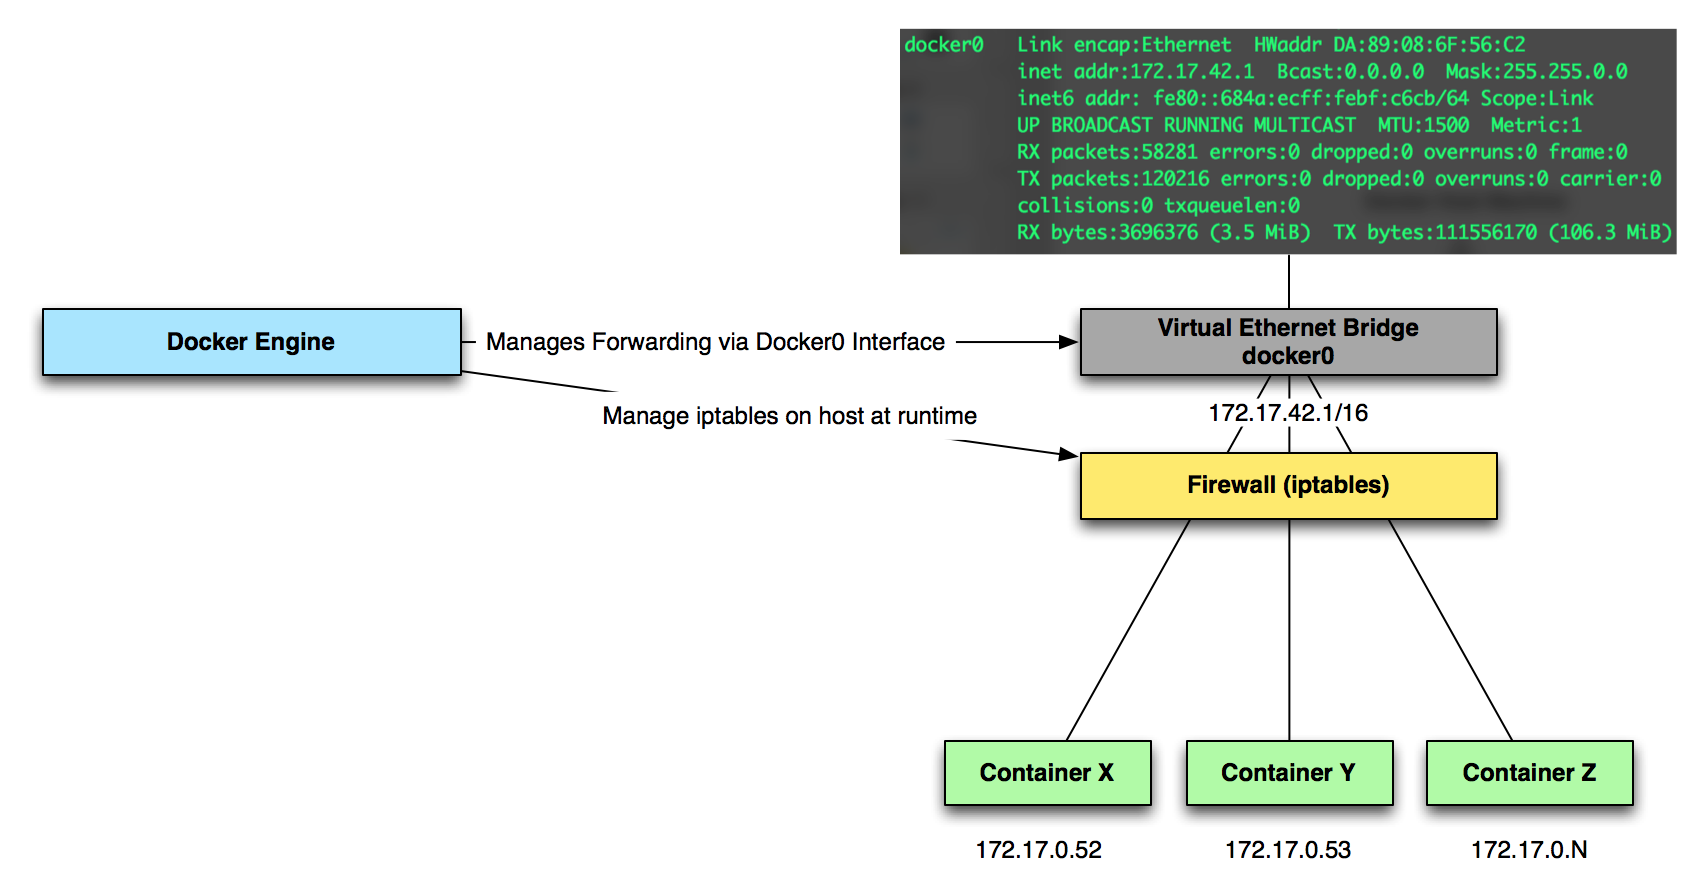 docker0 Link encap:Ethernet HWaddr DA:89:08:6F:56:C2
inet addr:172.17.42.1 Bcast:0.0.0.0 Mask:255.255.0.0
inet6 addr: fe80::684a:ecff:febf:c6cb/64 Scope:Link
UP BROADCAST RUNNING MULTICAST MTU:1500 Metric:1
RX packets:58281 errors:0 dropped:0 overruns:0 frame:0
TX packets:120216 errors:0 dropped:0 overruns:0 carrier:0
collisions:0 txqueuelen:0
RX bytes:3696376 (3.5 MiB) TX bytes:111556170 (106.3 MiB)
Docker Engine
Manages Forwarding via Docker0 Interface
Virtual Ethernet Bridge
docker0
Manage iptables on host at runtime
172.17.42.1/16
Firewall (iptables)
Container X
Container Y
Container Z
172.17.0.52
172.17.0.53
172.17.0.N